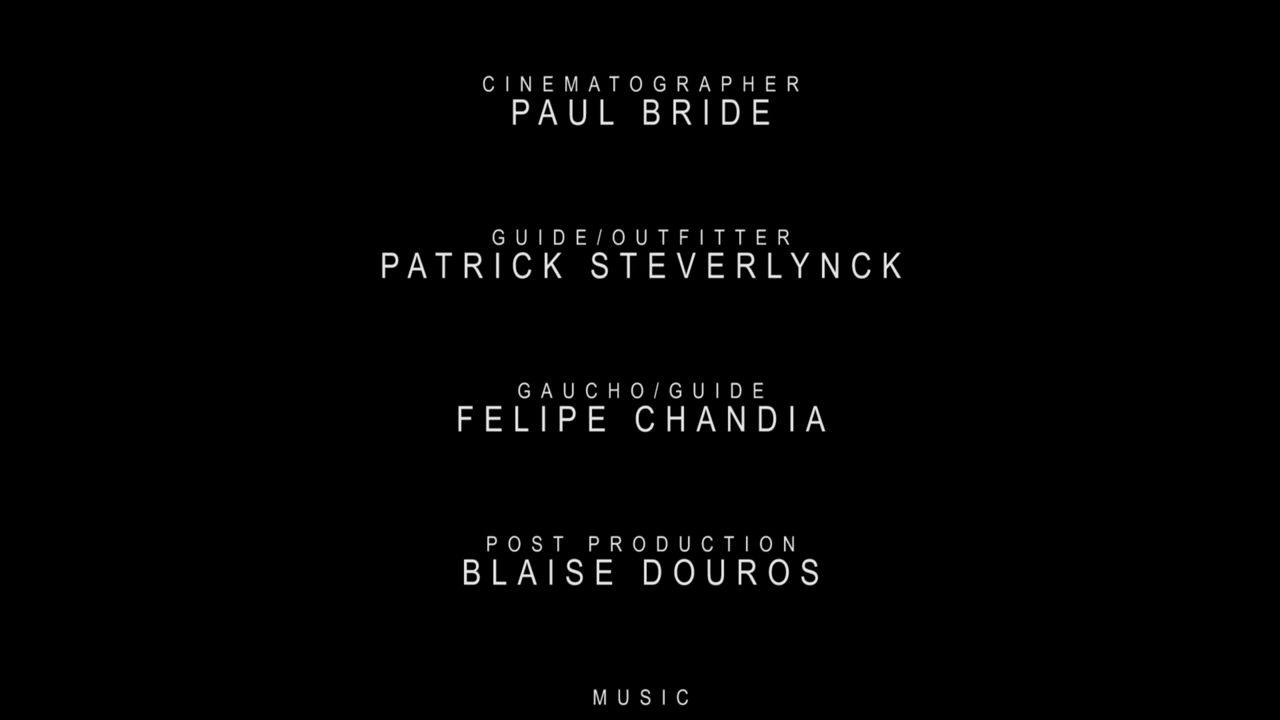 CINEMATOGRAPHER
PAUL BRIDE
GUIDE/OUTFITTER
PATRICK STEVERLYNCK
GAUCHO/GUIDE
FELIPE CHANDIA
POST PRODUCTION
BLAISE DOUROS
MUSIC